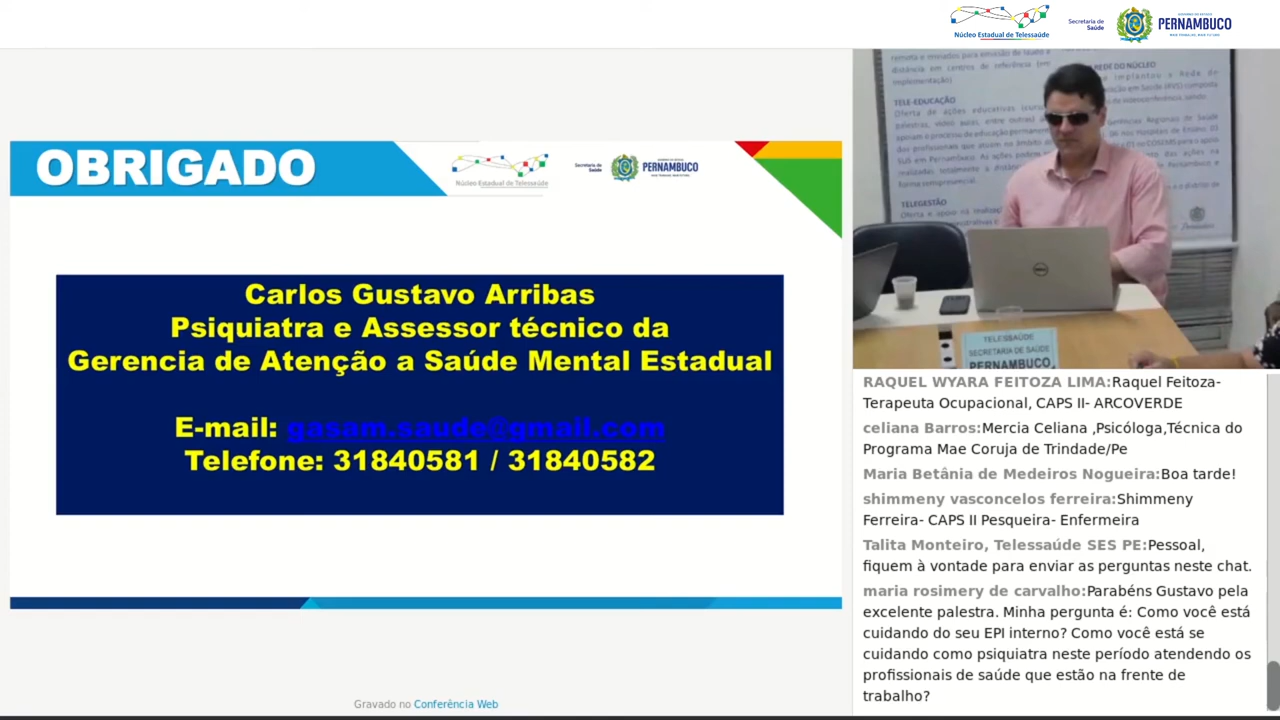 Núcleo Estadual de Telessaúde
Secretaria de
Saúde
PERNAMBUCO
OBRIGADO
Núcleo Estadual de Telessaúde
Secretaria de
Saúde
PERNAMBUCO
Carlos Gustavo Arribas
Psiquiatra e Assessor técnico da
Gerencia de Atenção a Saúde Mental Estadual
E-mail: gasam.saude@gmail.com
Telefone: 31840581 / 31840582
Gravado no Conferência Web
TELE-EDUCAÇÃO
TELEGESTÃO
REDE DO NÚCLEO
TELESSAÚDE
SECRETARIA DE SAÚDE
PERNAMBUCO
DELL
RAQUEL WYARA FEITOZA LIMA:Raquel Feitoza-
Terapeuta Ocupacional, CAPS II- ARCOVERDE
celiana Barros:Mercia Celiana ,Psicóloga,Técnica do
Programa Mae Coruja de Trindade/Pe
Maria Betânia de Medeiros Nogueira:Boa tarde!
shimmeny vasconcelos ferreira:Shimmeny
Ferreira- CAPS II Pesqueira- Enfermeira
Talita Monteiro, Telessaúde SES PE:Pessoal,
fiquem à vontade para enviar as perguntas neste chat.
maria rosimery de carvalho:Parabéns Gustavo pela
excelente palestra. Minha pergunta é: Como você está
cuidando do seu EPI interno? Como você está se
cuidando como psiquiatra neste período atendendo os
profissionais de saúde que estão na frente de
trabalho?